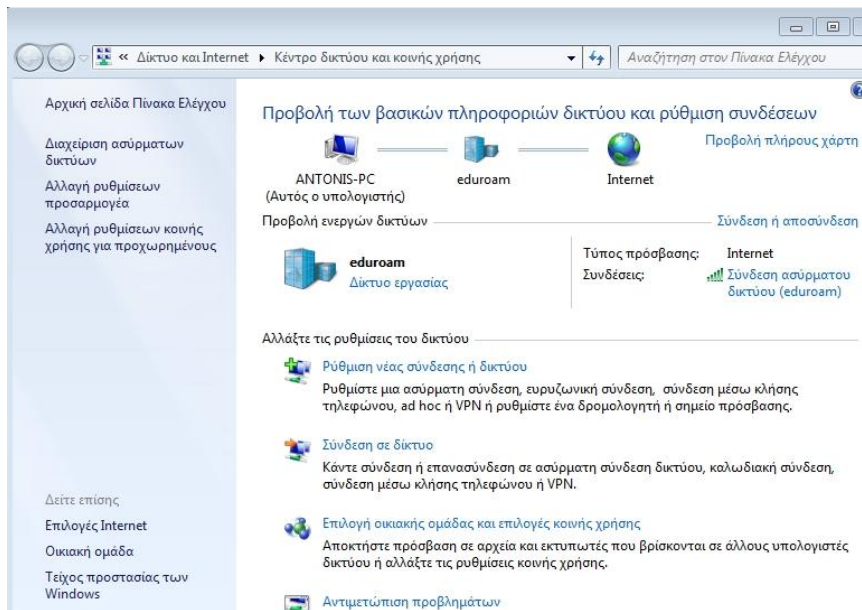 « Δίκτυο και Internet ▸ Κέντρο δικτύου και κοινής χρήσης
Αναζήτηση στον Πίνακα Ελέγχου
Αρχική σελίδα Πίνακα Ελέγχου
Διαχείριση ασύρματων
δικτύων
Αλλαγή ρυθμίσεων
προσαρμογέα
Αλλαγή ρυθμίσεων κοινής
χρήσης για προχωρημένους
Δείτε επίσης
Επιλογές Internet
Οικιακή ομάδα
Τείχος προστασίας των
Windows
Προβολή των βασικών πληροφοριών δικτύου και ρύθμιση συνδέσεων
Προβολή πλήρους χάρτη
ANTONIS-PC
(Αυτός ο υπολογιστής)
eduroam
Internet
Προβολή ενεργών δικτύων
Σύνδεση ή αποσύνδεση
eduroam
Δίκτυο εργασίας
Τύπος πρόσβασης: Internet
Συνδέσεις: Σύνδεση ασύρματου
δικτύου (eduroam)
Αλλάξτε τις ρυθμίσεις του δικτύου
Ρύθμιση νέας σύνδεσης ή δικτύου
Ρυθμίστε μια ασύρματη σύνδεση, ευρυζωνική σύνδεση, σύνδεση μέσω κλήσης
τηλεφώνου, ad hoc ή VPN ή ρυθμίστε ένα δρομολογητή ή σημείο πρόσβασης.
Σύνδεση σε δίκτυο
Κάντε σύνδεση ή επανασύνδεση σε ασύρματη σύνδεση δικτύου, καλωδιακή σύνδεση,
σύνδεση μέσω κλήσης τηλεφώνου ή VPN.
Επιλογή οικιακής ομάδας και επιλογές κοινής χρήσης
Αποκτήστε πρόσβαση σε αρχεία και εκτυπωτές που βρίσκονται σε άλλους υπολογιστές
δικτύου ή αλλάξτε τις ρυθμίσεις κοινής χρήσης.
Αντιμετώπιση προβλημάτων